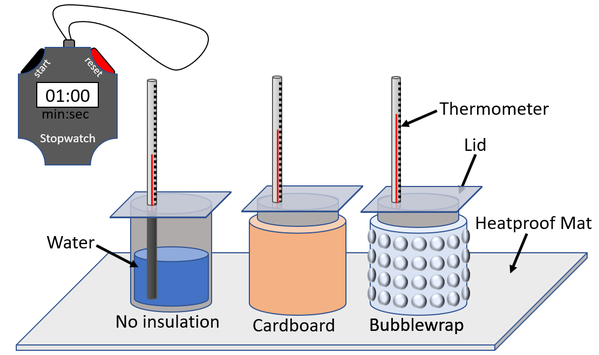 start
reset
01:00
min:sec
Stopwatch
Thermometer
Lid
Heatproof Mat
Water
No insulation
Cardboard
Bubblewrap